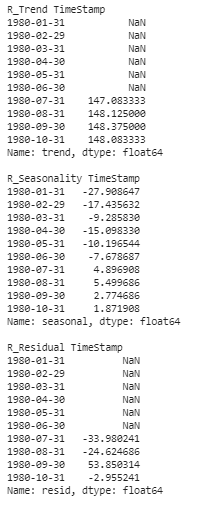 R_Trend TimeStamp
1980-01-31 NaN
1980-02-29 NaN
1980-03-31 NaN
1980-04-30 NaN
1980-05-31 NaN
1980-06-30 NaN
1980-07-31 147.083333
1980-08-31 148.125000
1980-09-30 148.375000
1980-10-31 148.083333
Name: trend, dtype: float64
R_Seasonality TimeStamp
1980-01-31 -27.908647
1980-02-29 -17.435632
1980-03-31 -9.285830
1980-04-30 -15.098330
1980-05-31 -10.196544
1980-06-30 -7.678687
1980-07-31 4.896908
1980-08-31 5.499686
1980-09-30 2.774686
1980-10-31 1.871908
Name: seasonal, dtype: float64
R_Residual TimeStamp
1980-01-31 NaN
1980-02-29 NaN
1980-03-31 NaN
1980-04-30 NaN
1980-05-31 NaN
1980-06-30 NaN
1980-07-31 -33.980241
1980-08-31 -24.624686
1980-09-30 53.850314
1980-10-31 -2.955241
Name: resid, dtype: float64